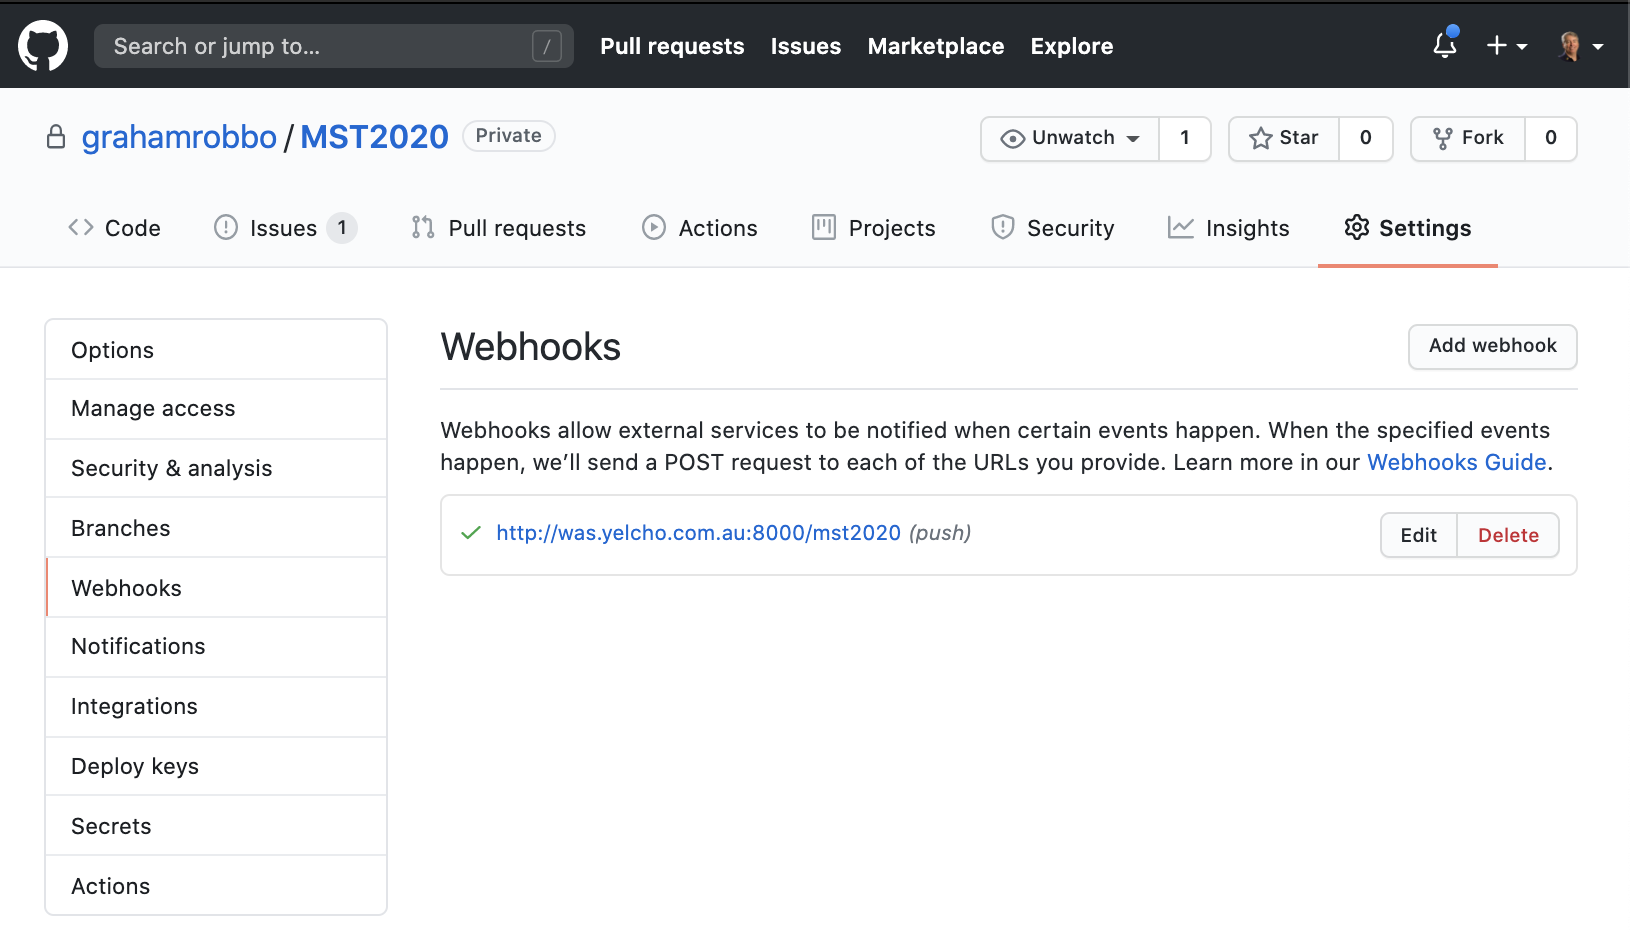 Search or jump to... / Pull requests Issues Marketplace Explore
grahamrobbo / MST2020 Private Unwatch 1 Star 0 Fork 0
Code Issues 1 Pull requests Actions Projects Security Insights Settings
Options
Manage access
Security & analysis
Branches
Webhooks
Notifications
Integrations
Deploy keys
Secrets
Actions
Webhooks Add webhook
Webhooks allow external services to be notified when certain events happen. When the specified events
happen, we’ll send a POST request to each of the URLs you provide. Learn more in our Webhooks Guide.
http://was.yelcho.com.au:8000/mst2020 (push) Edit Delete